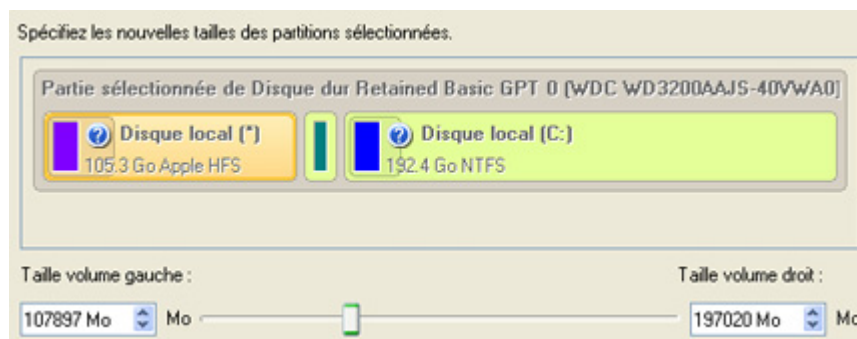 Spécifiez les nouvelles tailles des partitions sélectionnées.
Partie sélectionnée de Disque dur Retained Basic GPT 0 (WDC WD3200AAJS-40VWA0)
Disque local (*)
105.3 Go Apple HFS
Disque local (C:)
192.4 Go NTFS
Taille volume gauche :
Taille volume droit :
107897 Mo Mo
197020 Mo Mo